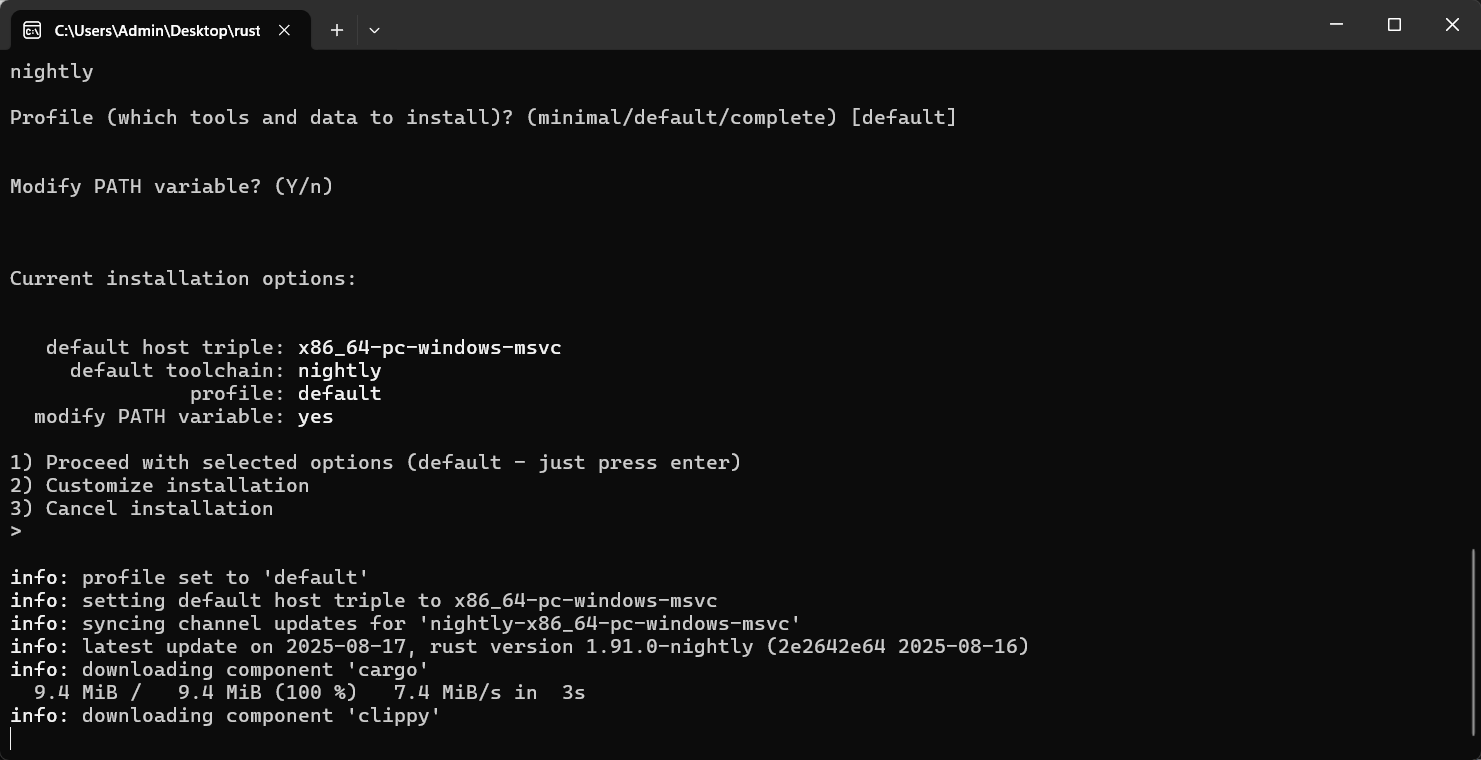 C:\Users\Admin\Desktop\rust
nightly
Profile (which tools and data to install)? (minimal/default/complete) [default]
Modify PATH variable? (Y/n)
Current installation options:
default host triple: x86_64-pc-windows-msvc
default toolchain: nightly
profile: default
modify PATH variable: yes
1) Proceed with selected options (default - just press enter)
2) Customize installation
3) Cancel installation
>
info: profile set to 'default'
info: setting default host triple to x86_64-pc-windows-msvc
info: syncing channel updates for 'nightly-x86_64-pc-windows-msvc'
info: latest update on 2025-08-17, rust version 1.91.0-nightly (2e2642e64 2025-08-16)
info: downloading component 'cargo'
9.4 MiB / 9.4 MiB (100 %) 7.4 MiB/s in 3s
info: downloading component 'clippy'